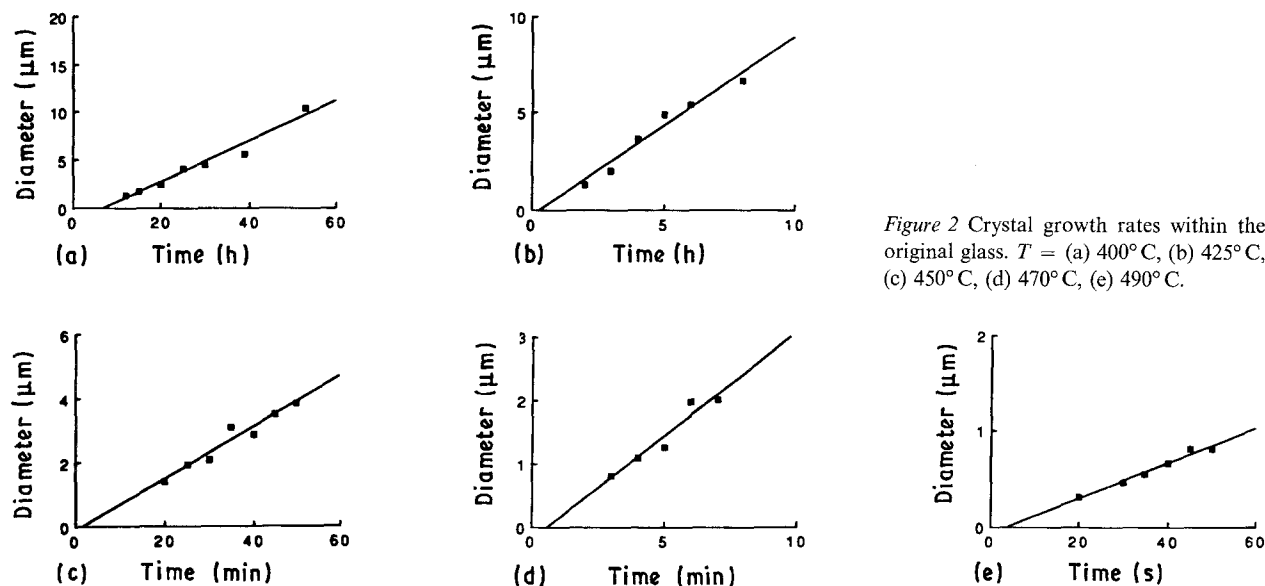 20
15
10
5
0
Diameter (μm)
0 20 40 60
(a) Time (h)
10
5
0
Diameter (μm)
0 5 10
(b) Time (h)
Figure 2 Crystal growth rates within the
original glass. T = (a) 400° C, (b) 425° C,
(c) 450° C, (d) 470° C, (e) 490° C.
6
4
2
0
Diameter (μm)
0 20 40 60
(c) Time (min)
3
2
1
0
Diameter (μm)
0 5 10
(d) Time (min)
2
1
0
Diameter (μm)
0 20 40 60
(e) Time (s)